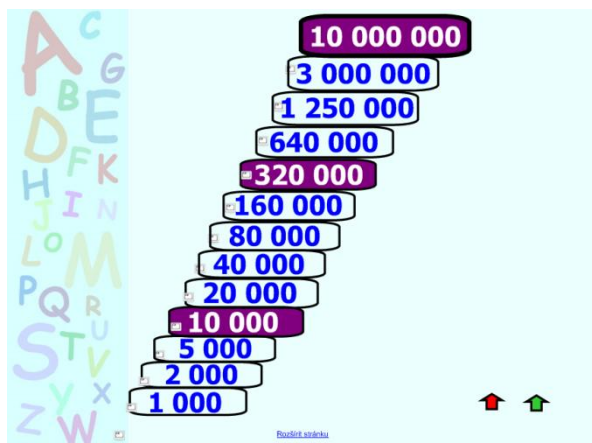 10 000 000
3 000 000
1 250 000
640 000
320 000
160 000
80 000
40 000
20 000
10 000
5 000
2 000
1 000
A
C
G
B
E
D
F
K
H
I
N
J
O
L
M
P
Q
R
S
T
U
V
Y
X
Z
W
Rozšířit stránku